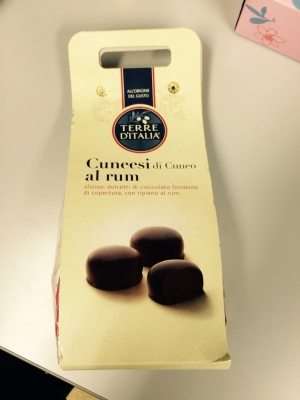 ALL'ORIGINE
DEL GUSTO
TERRE
D'ITALIA
Cuneesi di Cuneo
al rum
sfiziosi dolcetti di cioccolato fondente
di copertura, con ripieno al rum.